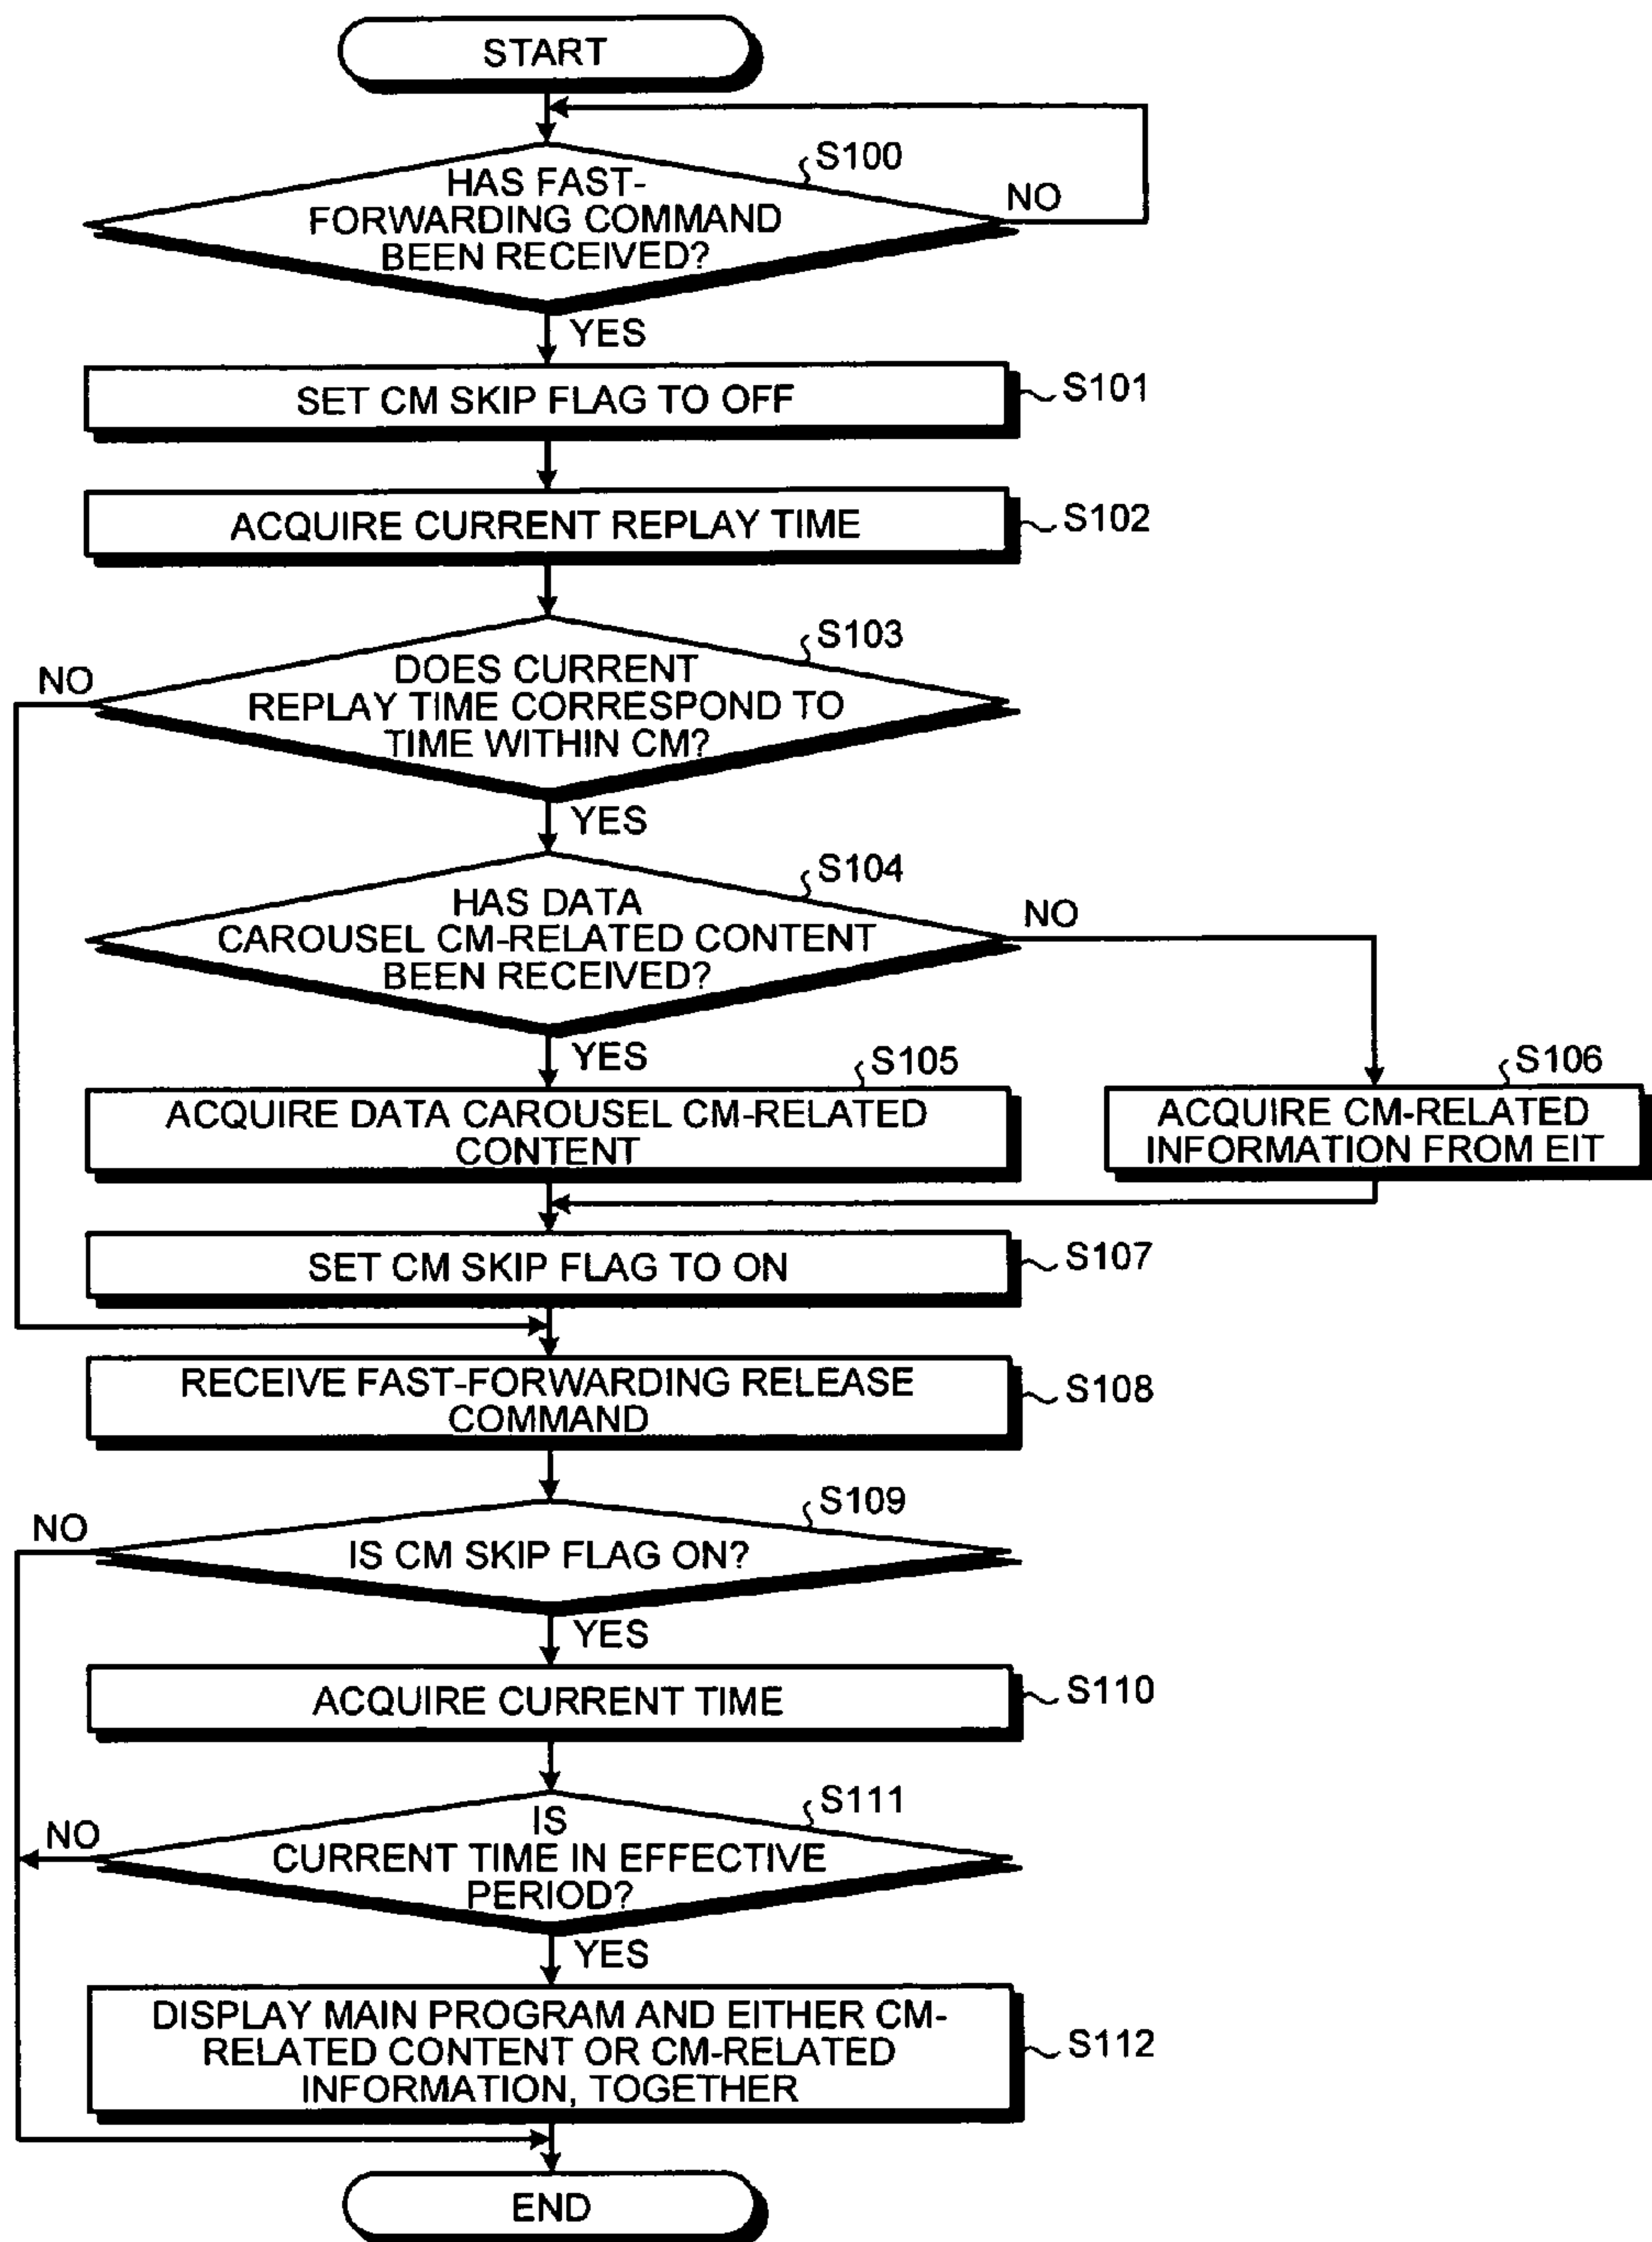 START
S100
HAS FAST-
FORWARDING COMMAND
BEEN RECEIVED?
NO
YES
SET CM SKIP FLAG TO OFF
S101
ACQUIRE CURRENT REPLAY TIME
S102
S103
DOES CURRENT
REPLAY TIME CORRESPOND TO
TIME WITHIN CM?
NO
YES
S104
HAS DATA
CAROUSEL CM-RELATED CONTENT
BEEN RECEIVED?
NO
YES
S105
ACQUIRE DATA CAROUSEL CM-RELATED
CONTENT
S106
ACQUIRE CM-RELATED
INFORMATION FROM EIT
SET CM SKIP FLAG TO ON
S107
RECEIVE FAST-FORWARDING RELEASE
COMMAND
S108
S109
NO
IS CM SKIP FLAG ON?
YES
ACQUIRE CURRENT TIME
S110
S111
NO
IS
CURRENT TIME IN EFFECTIVE
PERIOD?
YES
DISPLAY MAIN PROGRAM AND EITHER CM-
RELATED CONTENT OR CM-RELATED
INFORMATION, TOGETHER
S112
END